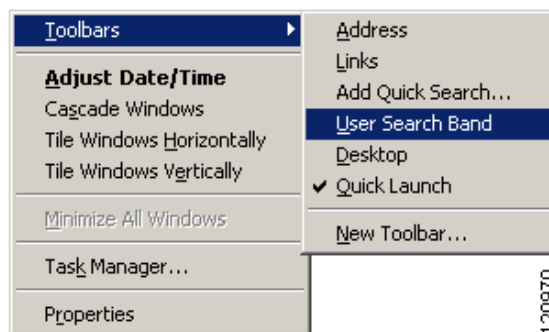 Toolbars
Adjust Date/Time
Cascade Windows
Tile Windows Horizontally
Tile Windows Vertically
Minimize All Windows
Task Manager...
Properties
Address
Links
Add Quick Search...
User Search Band
Desktop
Quick Launch
New Toolbar...
120970